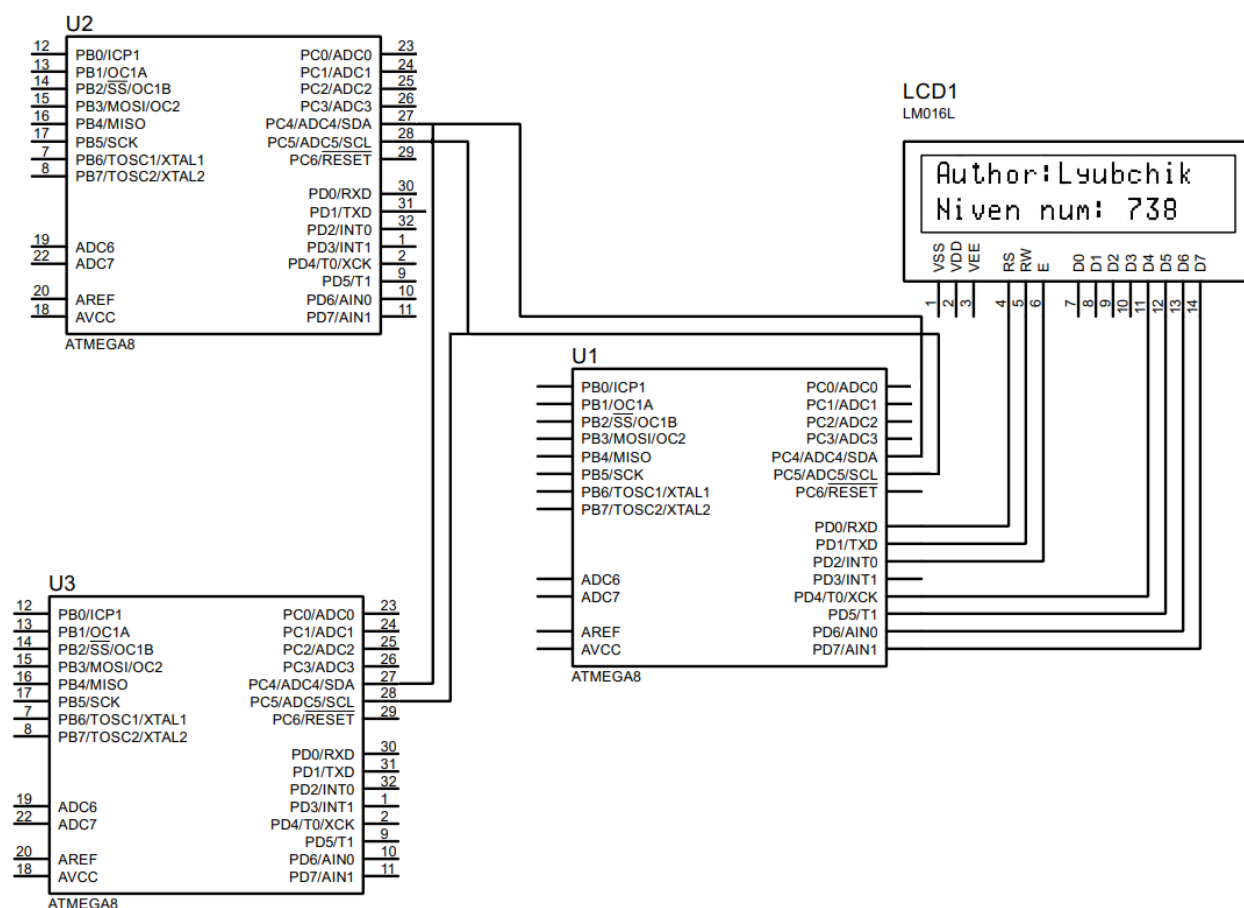 U2
12 PB0/ICP1 PC0/ADC0 23
13 PB1/OC1A PC1/ADC1 24
14 PB2/SS/OC1B PC2/ADC2 25
15 PB3/MOSI/OC2 PC3/ADC3 26
16 PB4/MISO PC4/ADC4/SDA 27
17 PB5/SCK PC5/ADC5/SCL 28
7 PB6/TOSC1/XTAL1 PC6/RESET 29
8 PB7/TOSC2/XTAL2
PD0/RXD 30
PD1/TXD 31
PD2/INT0 32
19 ADC6 PD3/INT1 1
22 ADC7 PD4/T0/XCK 2
PD5/T1 9
20 AREF PD6/AIN0 10
18 AVCC PD7/AIN1 11
ATMEGA8
LCD1
LM016L
Author:Lyubchik
Niven num: 738
VSS VDD VEE RS RW E D0 D1 D2 D3 D4 D5 D6 D7
1 2 3 4 5 6 7 8 9 10 11 12 13 14
U1
PB0/ICP1 PC0/ADC0
PB1/OC1A PC1/ADC1
PB2/SS/OC1B PC2/ADC2
PB3/MOSI/OC2 PC3/ADC3
PB4/MISO PC4/ADC4/SDA
PB5/SCK PC5/ADC5/SCL
PB6/TOSC1/XTAL1 PC6/RESET
PB7/TOSC2/XTAL2
PD0/RXD
PD1/TXD
PD2/INT0
ADC6 PD3/INT1
ADC7 PD4/T0/XCK
PD5/T1
AREF PD6/AIN0
AVCC PD7/AIN1
ATMEGA8
U3
12 PB0/ICP1 PC0/ADC0 23
13 PB1/OC1A PC1/ADC1 24
14 PB2/SS/OC1B PC2/ADC2 25
15 PB3/MOSI/OC2 PC3/ADC3 26
16 PB4/MISO PC4/ADC4/SDA 27
17 PB5/SCK PC5/ADC5/SCL 28
7 PB6/TOSC1/XTAL1 PC6/RESET 29
8 PB7/TOSC2/XTAL2
PD0/RXD 30
PD1/TXD 31
PD2/INT0 32
19 ADC6 PD3/INT1 1
22 ADC7 PD4/T0/XCK 2
PD5/T1 9
20 AREF PD6/AIN0 10
18 AVCC PD7/AIN1 11
ATMEGA8